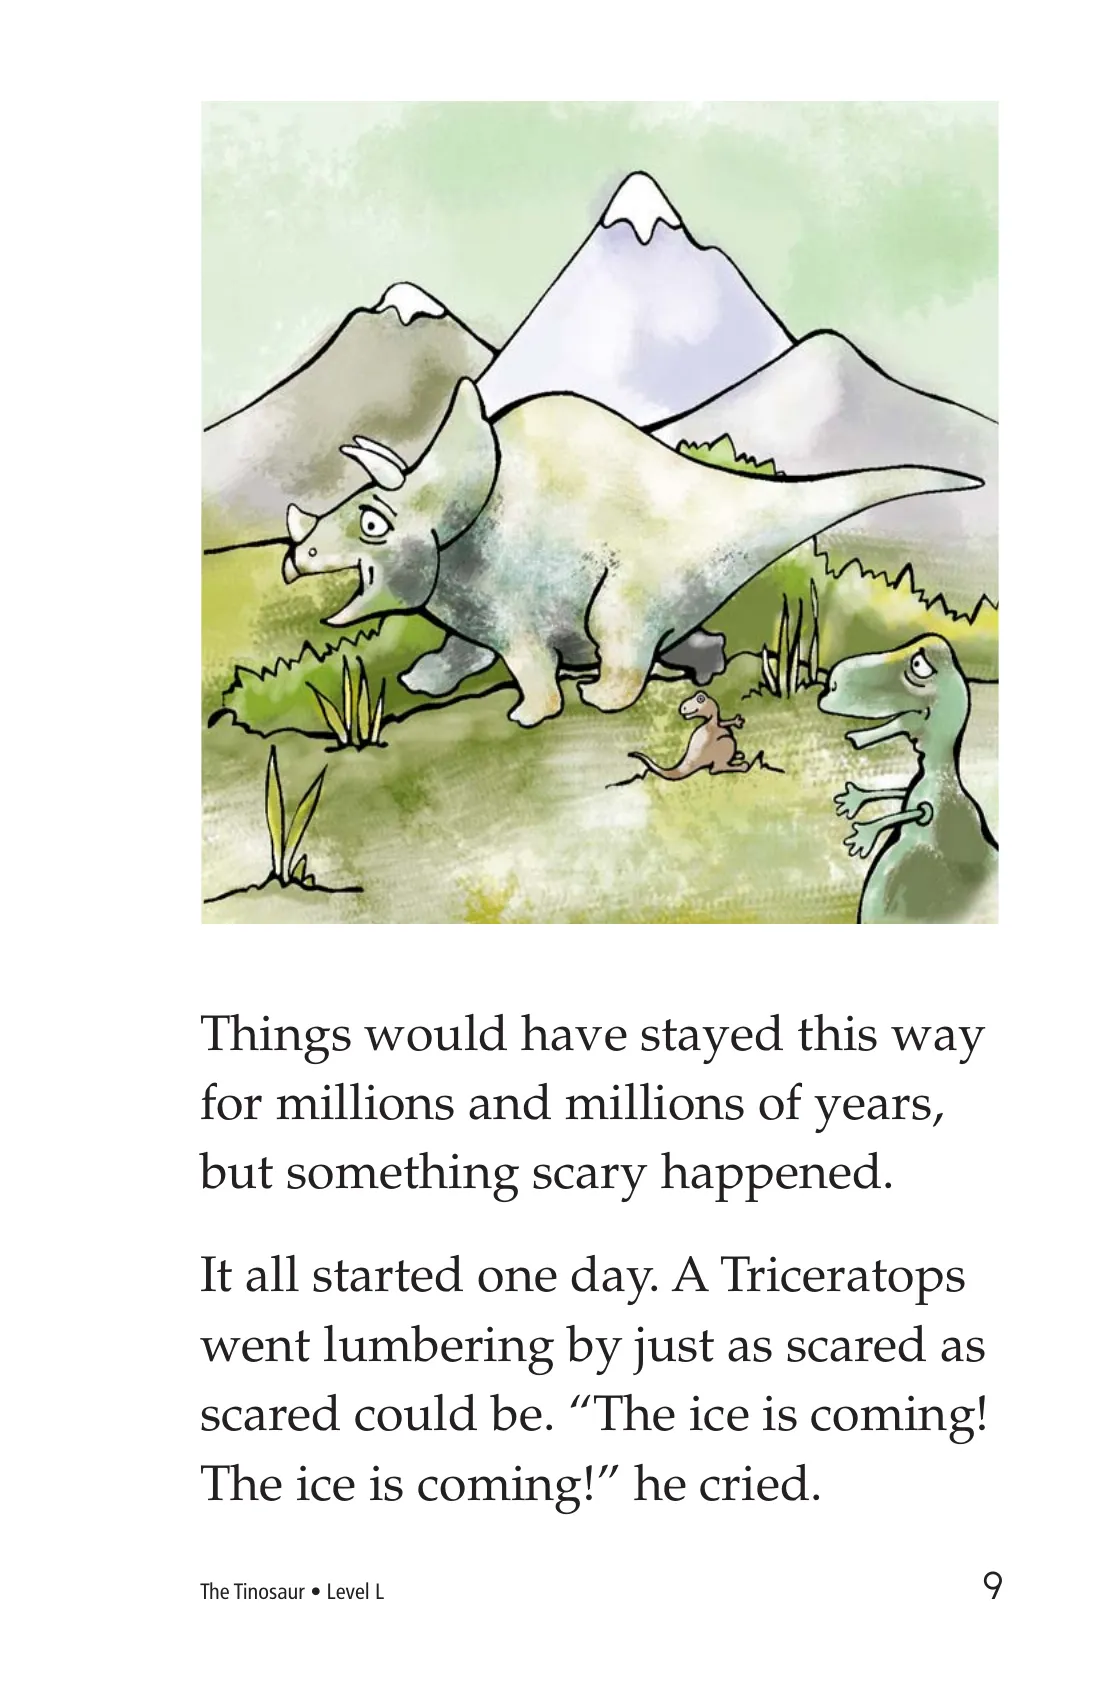 Things would have stayed this way
for millions and millions of years,
but something scary happened.
It all started one day. A Triceratops
went lumbering by just as scared as
scared could be. “The ice is coming!
The ice is coming!” he cried.
The Tinosaur • Level L
9